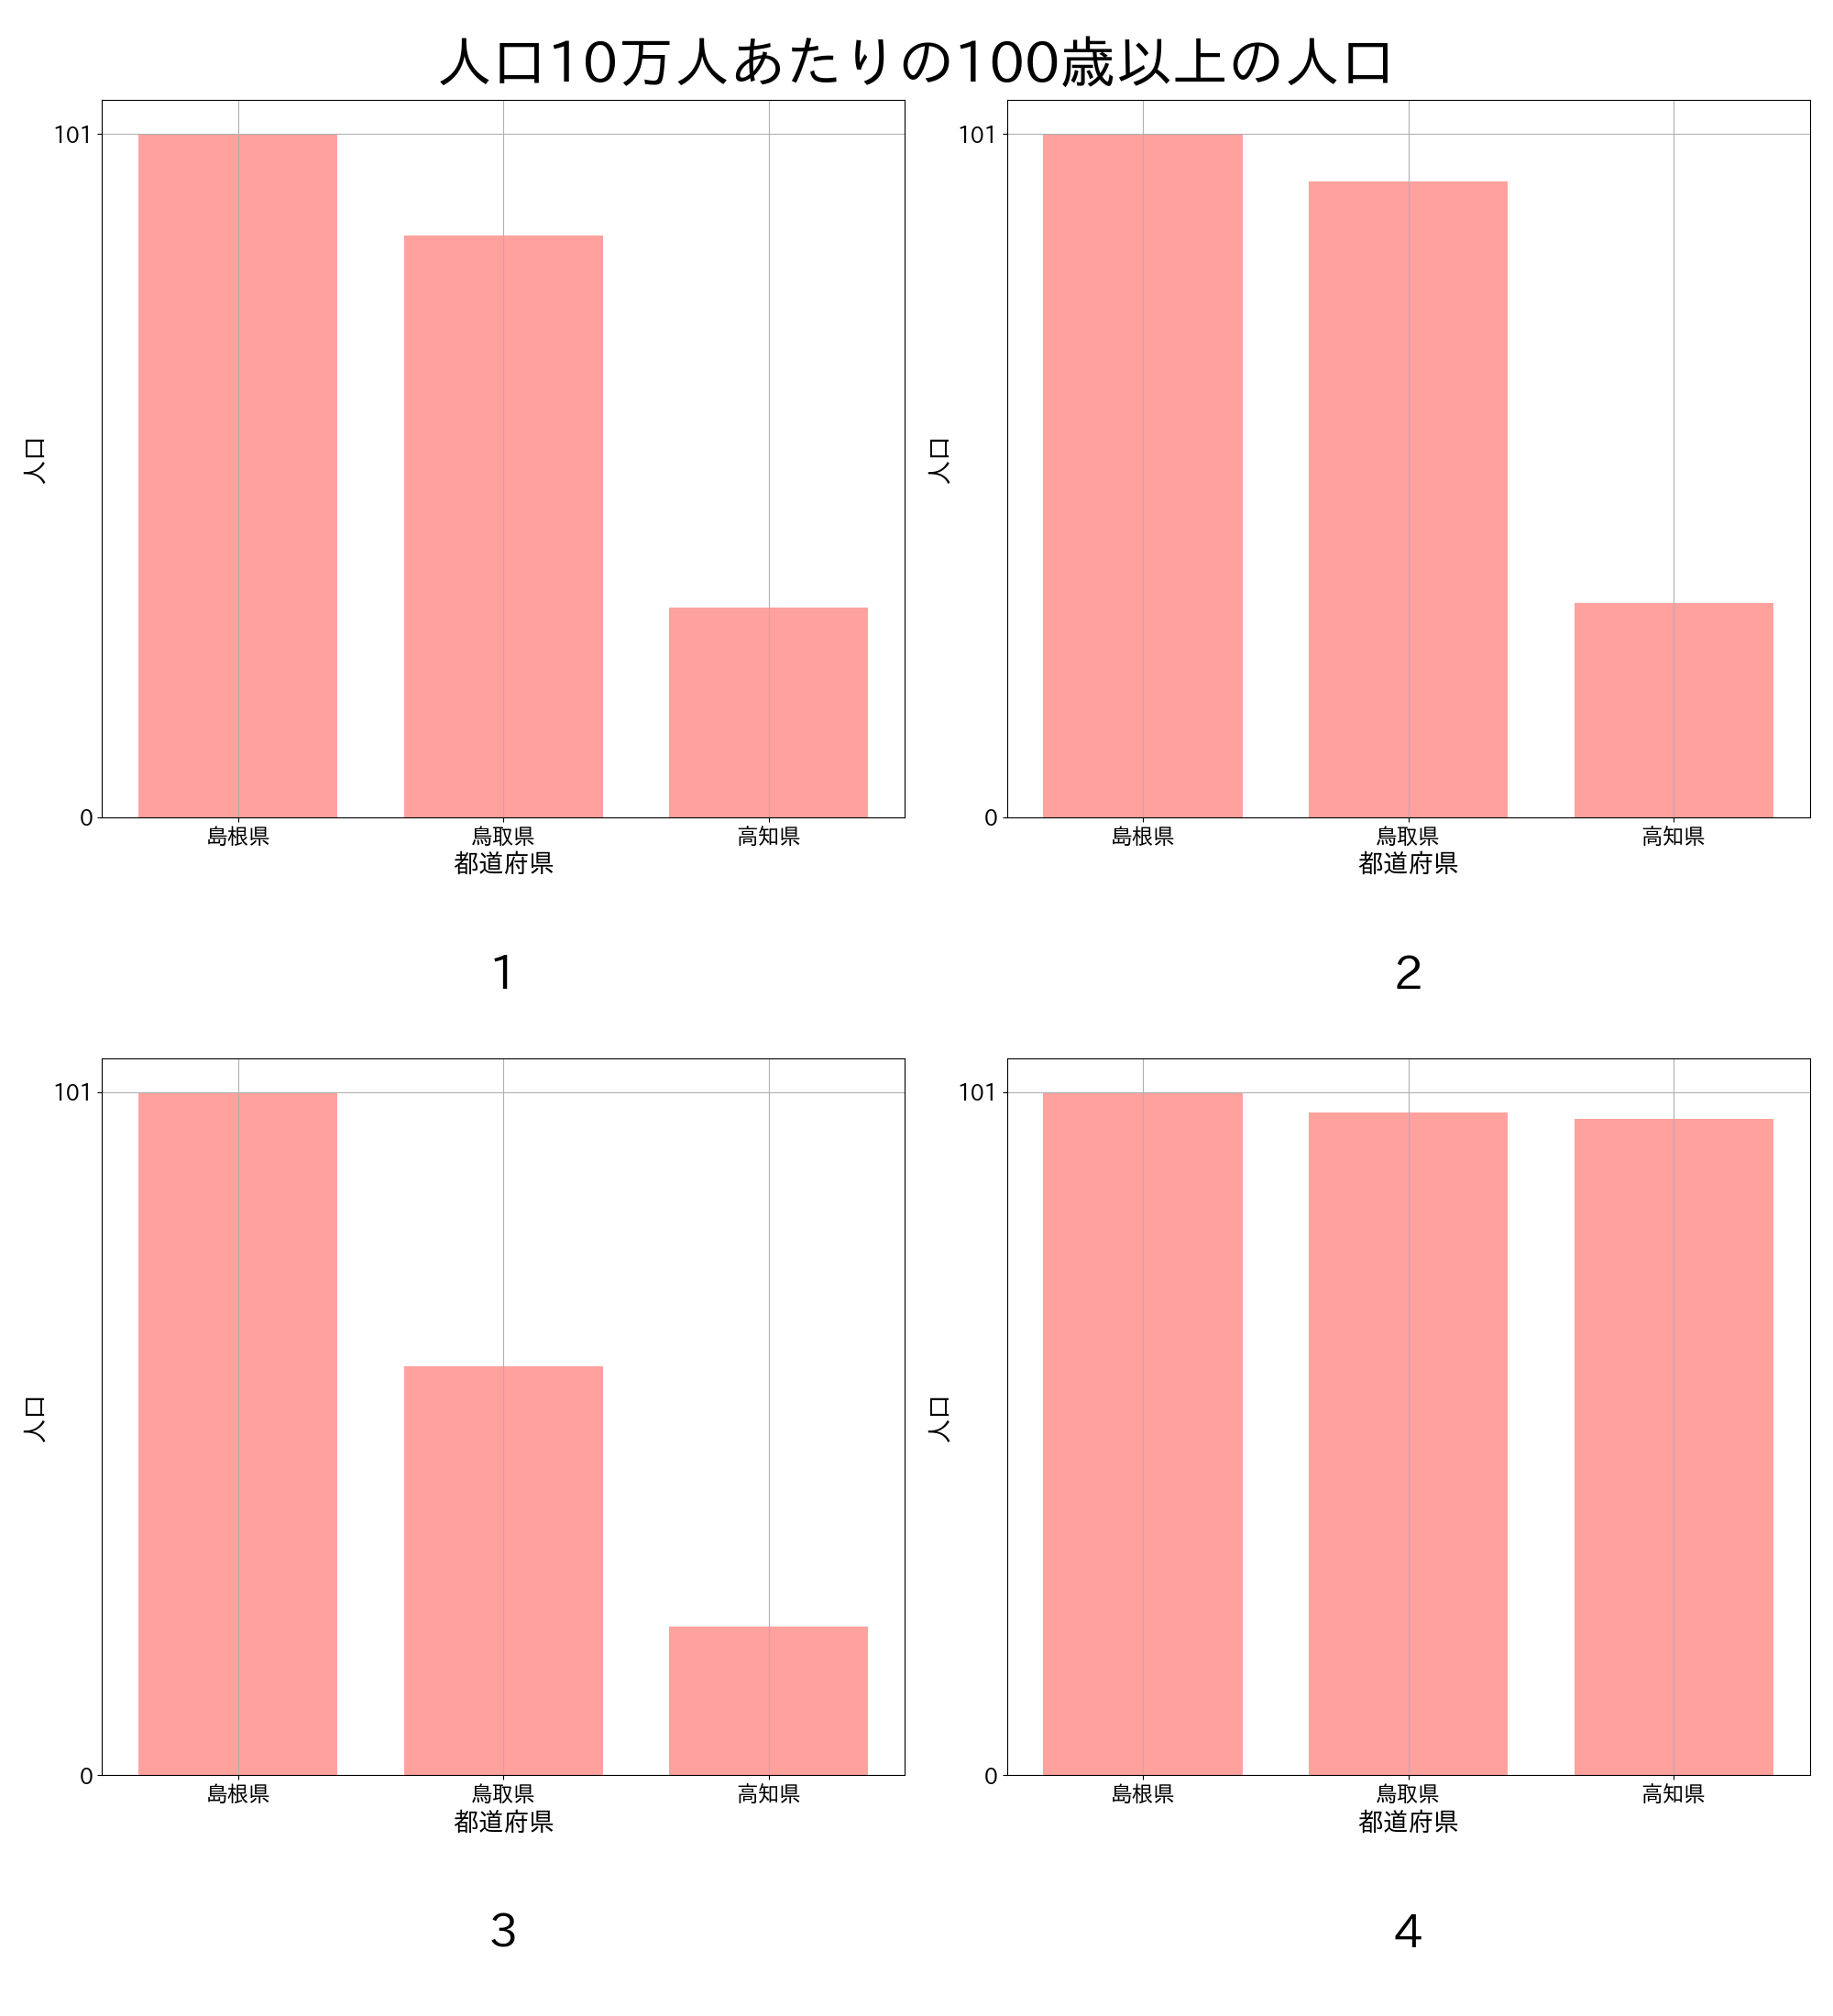 人口10万人あたりの100歳以上の人口
101
0
人口
島根県 鳥取県 高知県
都道府県
1
101
0
人口
島根県 鳥取県 高知県
都道府県
2
101
0
人口
島根県 鳥取県 高知県
都道府県
3
101
0
人口
島根県 鳥取県 高知県
都道府県
4